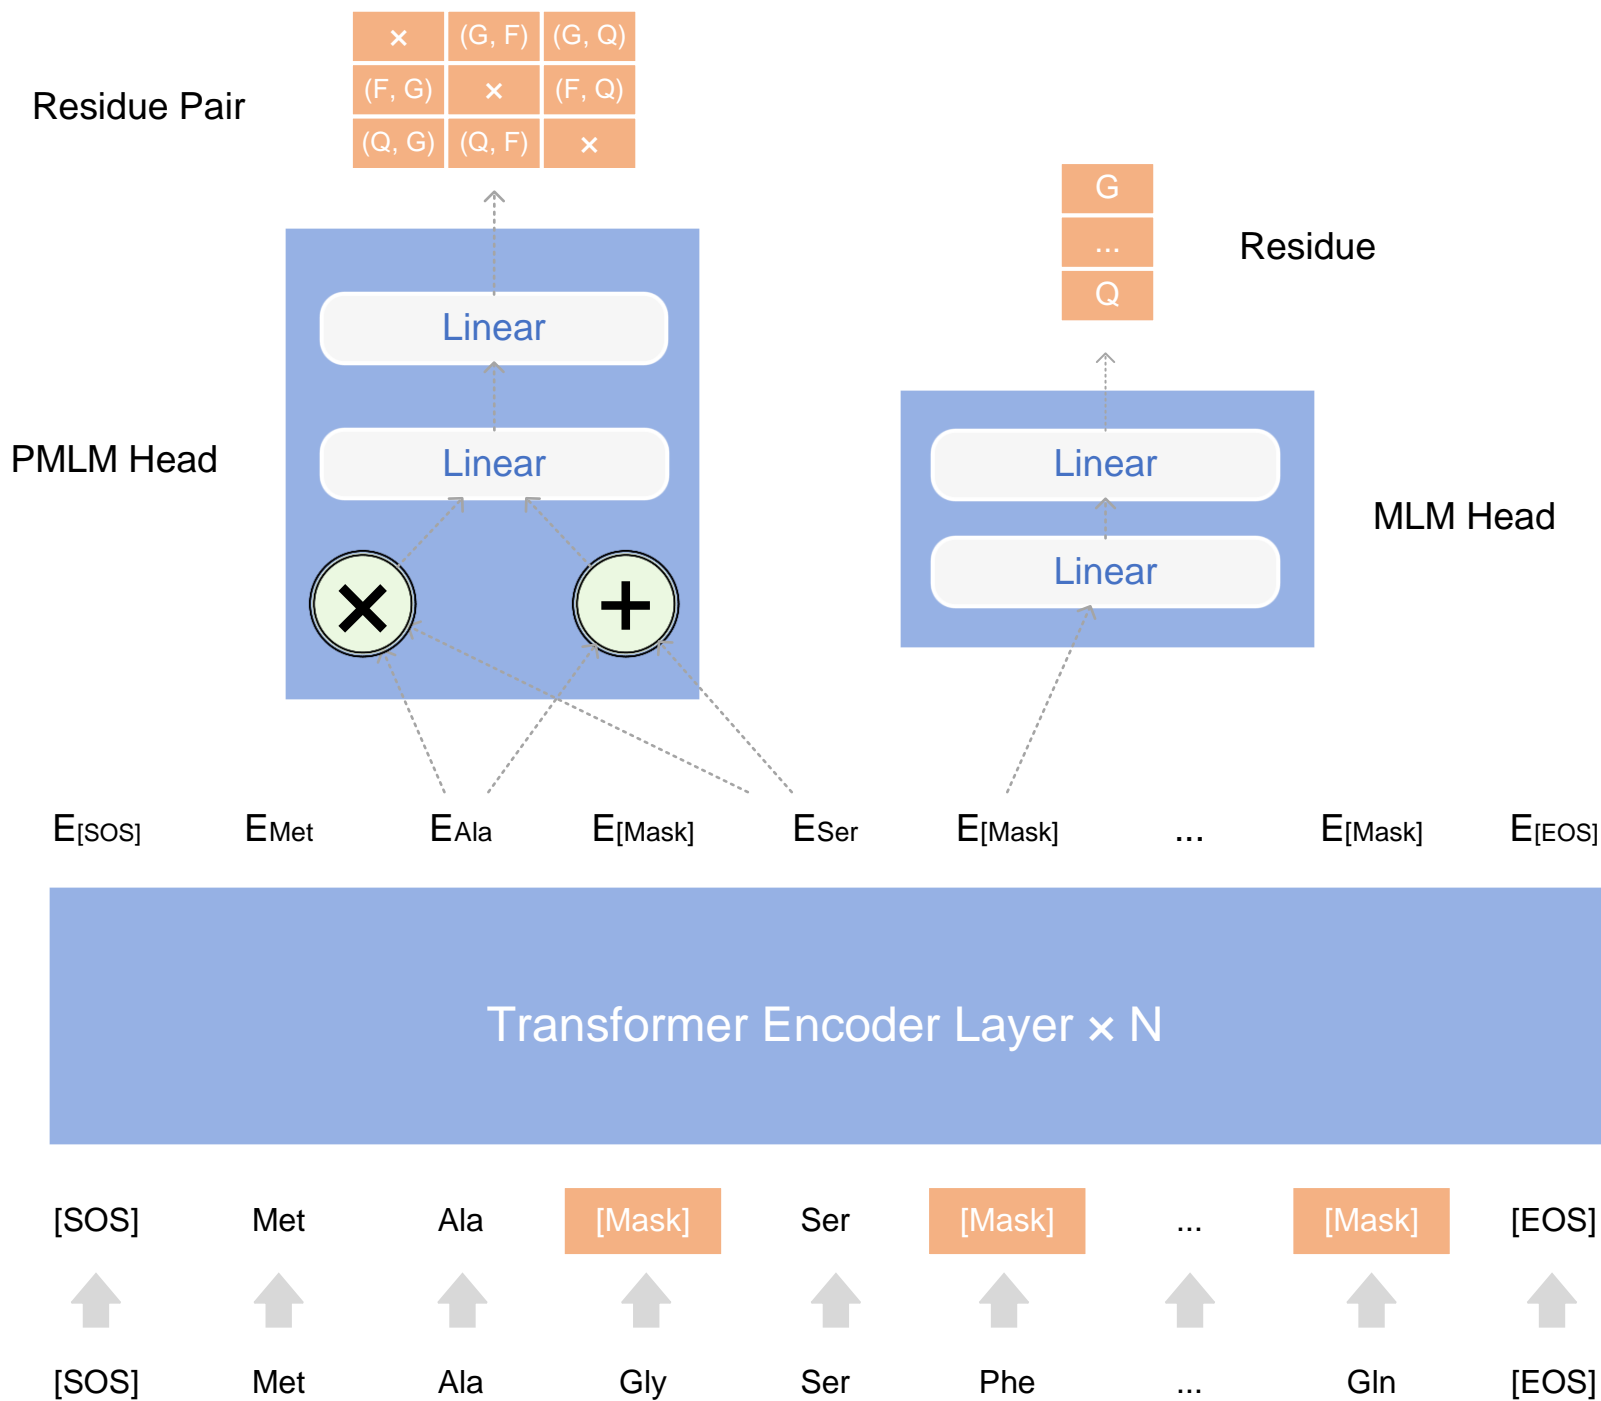 × (G, F) (G, Q)
Residue Pair (F, G) × (F, Q)
(Q, G) (Q, F) ×
G
... Residue
Q
Linear
PMLM Head Linear Linear
MLM Head
Linear
× +
E[SOS] EMet EAla E[Mask] ESer E[Mask] ... E[Mask] E[EOS]
Transformer Encoder Layer × N
[SOS] Met Ala [Mask] Ser [Mask] ... [Mask] [EOS]
[SOS] Met Ala Gly Ser Phe ... Gln [EOS]